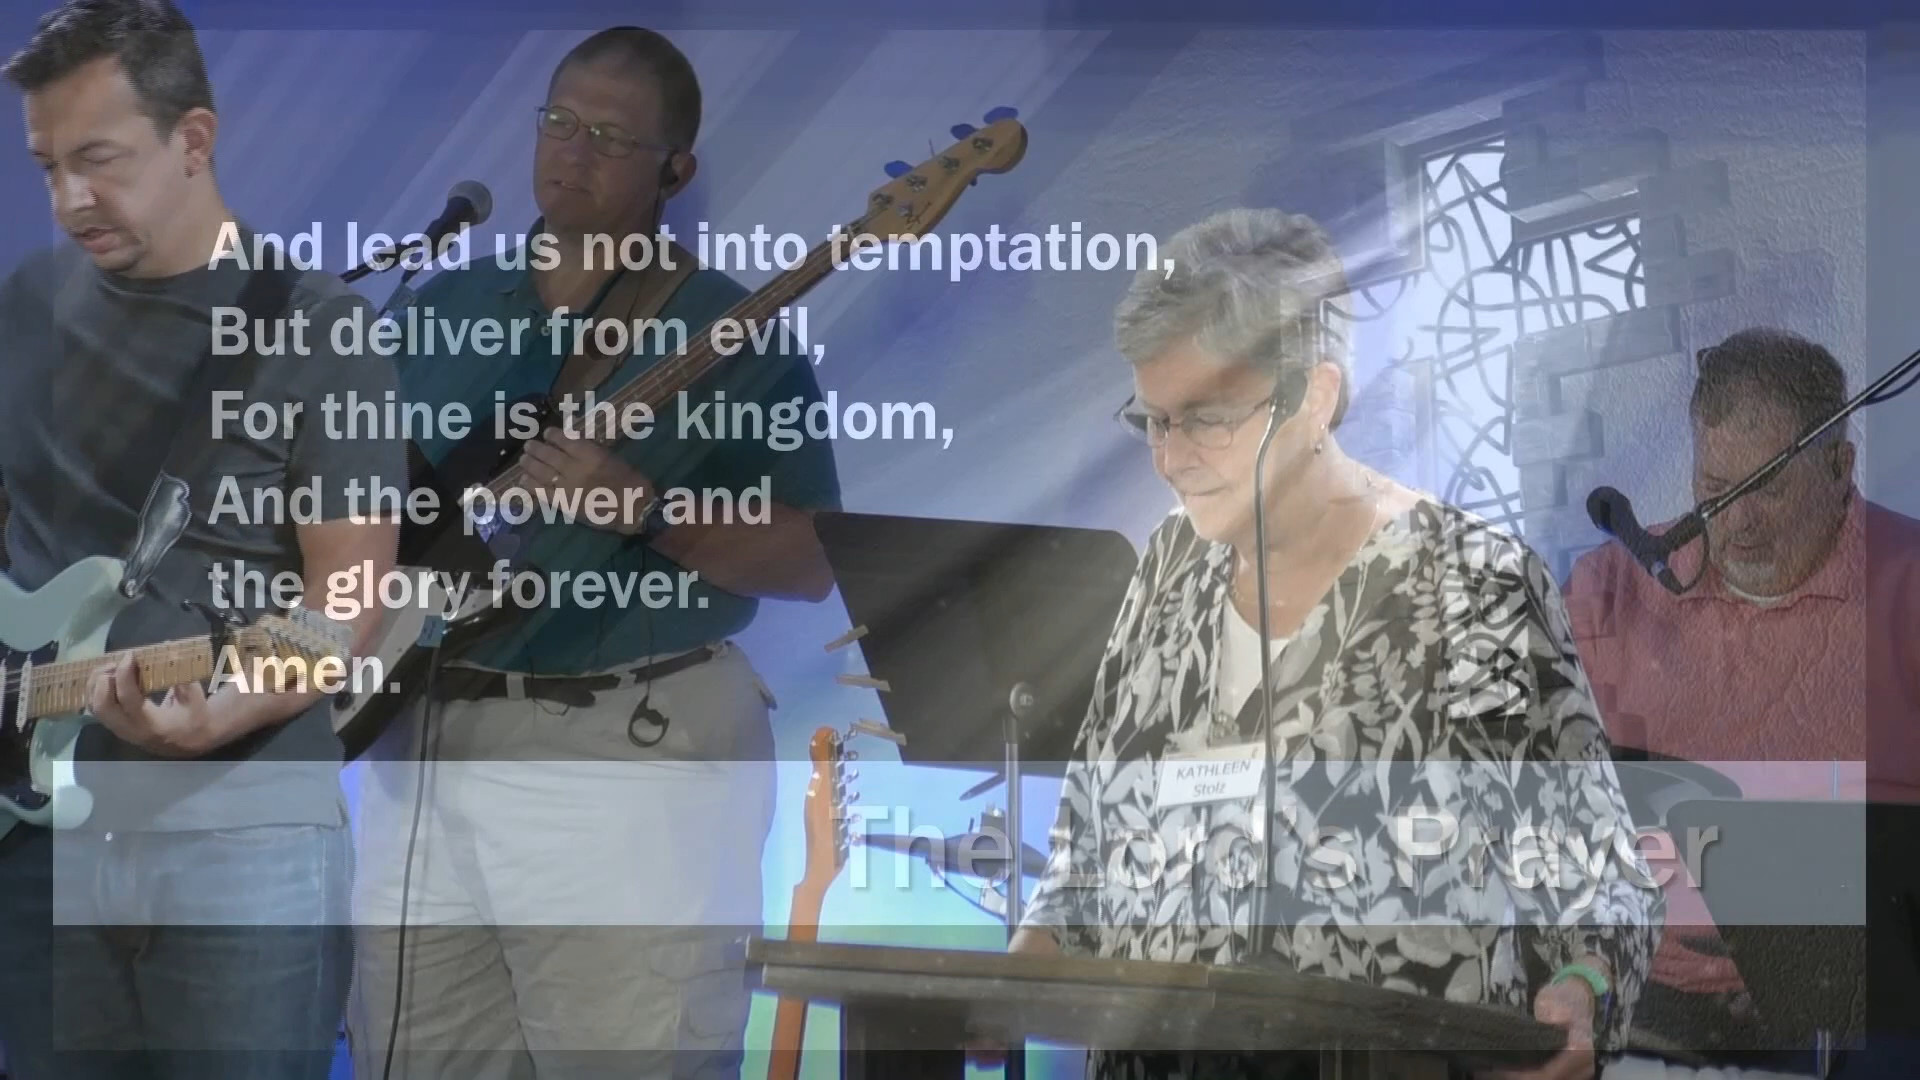 And lead us not into temptation,
But deliver from evil,
For thine is the kingdom,
And the power and
the glory forever.
Amen.
KATHLEEN
Stolz
The Lord's Prayer